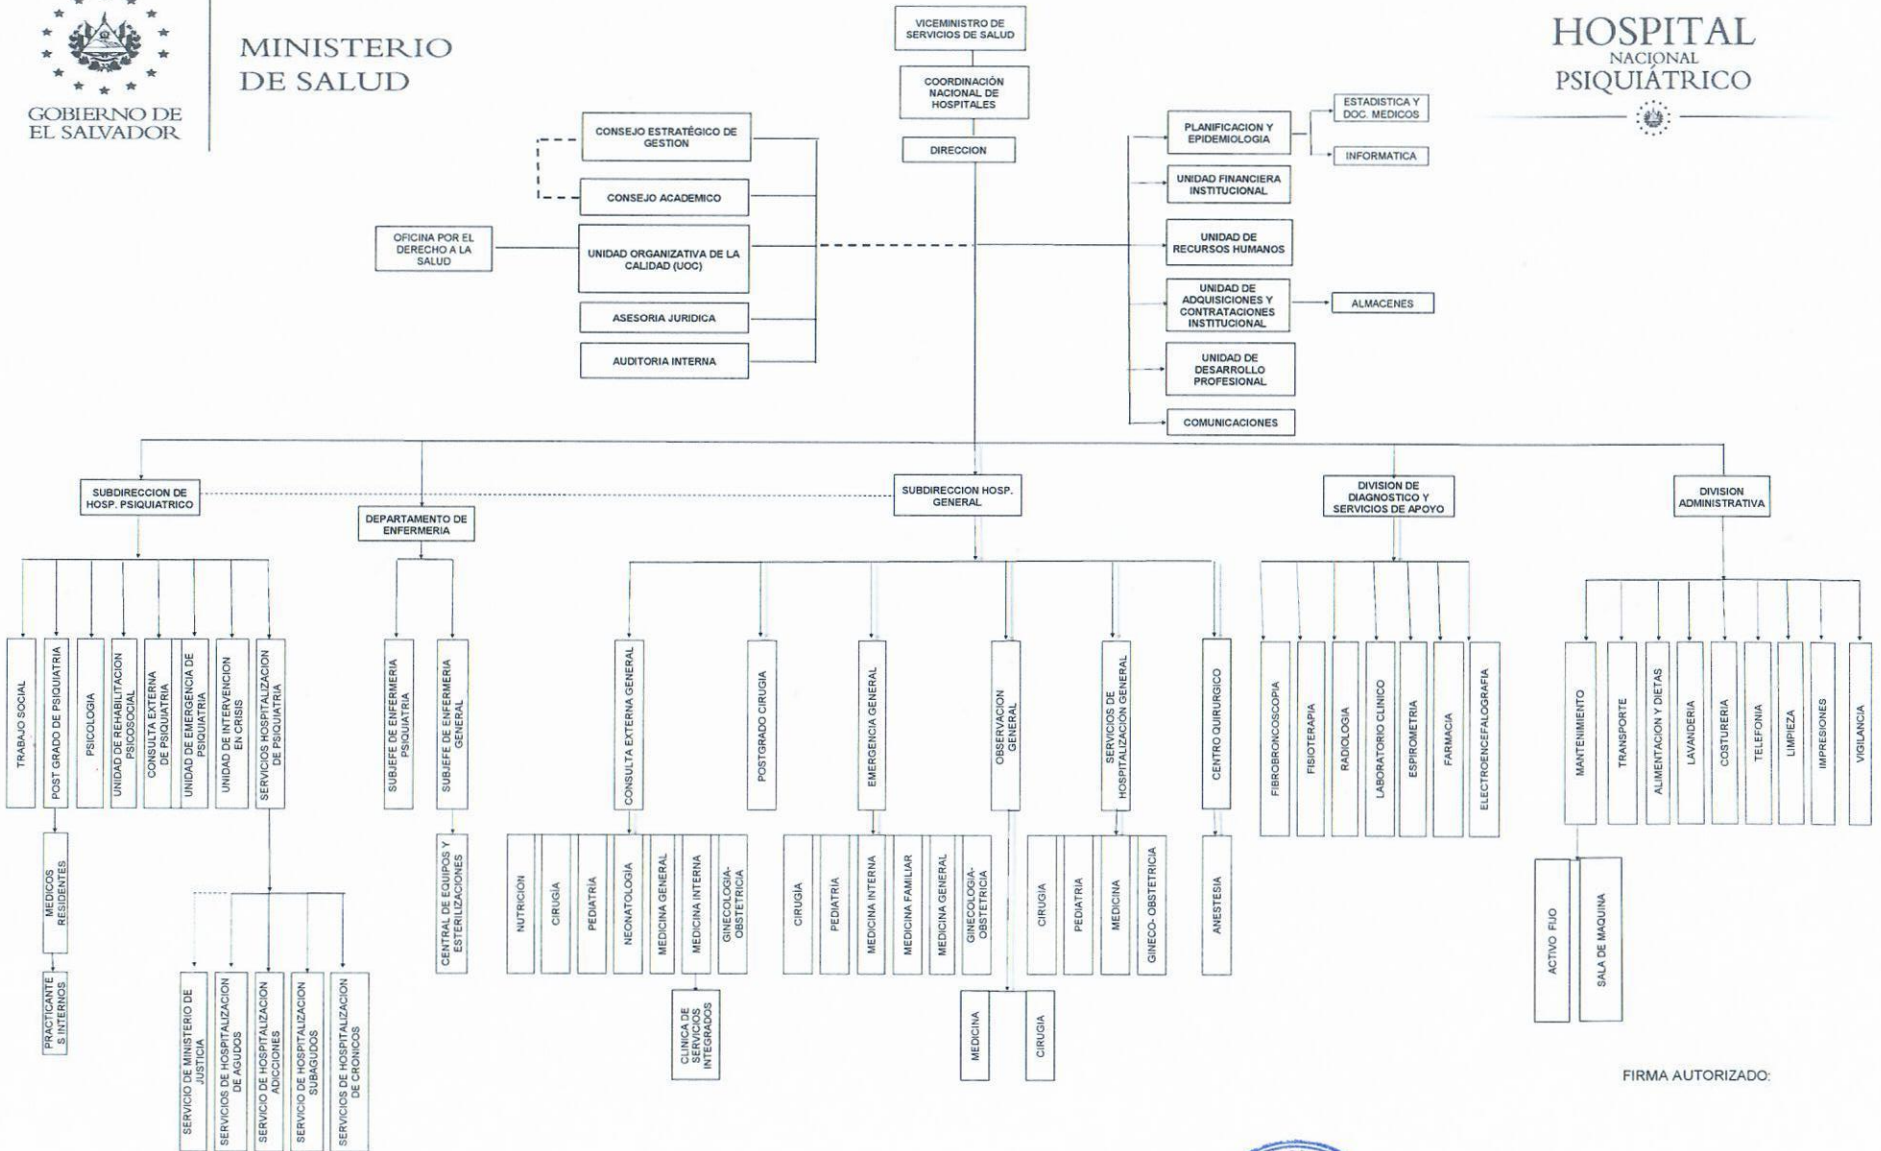 GOBIERNO DE
EL SALVADOR
MINISTERIO
DE SALUD
HOSPITAL
NACIONAL
PSIQUIÁTRICO
VICEMINISTRO DE
SERVICIOS DE SALUD
COORDINACIÓN
NACIONAL DE
HOSPITALES
DIRECCION
CONSEJO ESTRATÉGICO DE
GESTION
CONSEJO ACADEMICO
OFICINA POR EL
DERECHO A LA
SALUD
UNIDAD ORGANIZATIVA DE LA
CALIDAD (UOC)
ASESORIA JURIDICA
AUDITORIA INTERNA
PLANIFICACION Y
EPIDEMIOLOGIA
ESTADISTICA Y
DOC. MEDICOS
INFORMATICA
UNIDAD FINANCIERA
INSTITUCIONAL
UNIDAD DE
RECURSOS HUMANOS
UNIDAD DE
ADQUISICIONES Y
CONTRATACIONES
INSTITUCIONAL
ALMACENES
UNIDAD DE
DESARROLLO
PROFESIONAL
COMUNICACIONES
SUBDIRECCION DE
HOSP. PSIQUIATRICO
DEPARTAMENTO DE
ENFERMERIA
SUBDIRECCION HOSP.
GENERAL
DIVISION DE
DIAGNOSTICO Y
SERVICIOS DE APOYO
DIVISION
ADMINISTRATIVA
TRABAJO SOCIAL
POST GRADO DE PSIQUIATRIA
PSICOLOGIA
UNIDAD DE REHABILITACION
PSICOSOCIAL
CONSULTA EXTERNA
DE PSIQUIATRIA
UNIDAD DE EMERGENCIA DE
PSIQUIATRIA
UNIDAD DE INTERVENCION
EN CRISIS
SERVICIOS HOSPITALIZACION
DE PSIQUIATRIA
SUBJEFE DE ENFERMERIA
PSIQUIATRIA
SUBJEFE DE ENFERMERIA
GENERAL
CONSULTA EXTERNA GENERAL
POSTGRADO CIRUGIA
EMERGENCIA GENERAL
OBSERVACION
GENERAL
SERVICIOS DE
HOSPITALIZACION GENERAL
CENTRO QUIRURGICO
FIBROBRONCOSCOPIA
FISIOTERAPIA
RADIOLOGIA
LABORATORIO CLINICO
ESPIROMETRIA
FARMACIA
ELECTROENCEFALOGRAFIA
MANTENIMIENTO
TRANSPORTE
ALIMENTACION Y DIETAS
LAVANDERIA
COSTURERIA
TELEFONIA
LIMPIEZA
IMPRESIONES
VIGILANCIA
MEDICOS
RESIDENTES
CENTRAL DE EQUIPOS Y
ESTERILIZACIONES
NUTRICION
CIRUGÍA
PEDIATRÍA
NEONATOLOGÍA
MEDICINA GENERAL
MEDICINA INTERNA
GINECOLOGIA-
OBSTETRICIA
CIRUGÍA
PEDIATRIA
MEDICINA INTERNA
MEDICINA FAMILIAR
MEDICINA GENERAL
GINECOLOGIA-
OBSTETRICIA
CIRUGIA
PEDIATRIA
MEDICINA
GINECO- OBSTETRICIA
ANESTESIA
ACTIVO FIJO
SALA DE MAQUINA
PRACTICANTE
S INTERNOS
SERVICIO DE MINISTERIO DE
JUSTICIA
SERVICIOS DE HOSPITALIZACION
DE AGUDOS
SERVICIO DE HOSPITALIZACION
ADICCIONES
SERVICIO DE HOSPITALIZACION
SUBAGUDOS
SERVICIOS DE HOSPITALIZACION
DE CRONICOS
CLINICA DE
SERVICIOS
INTEGRADOS
MEDICINA
CIRUGIA
FIRMA AUTORIZADO: